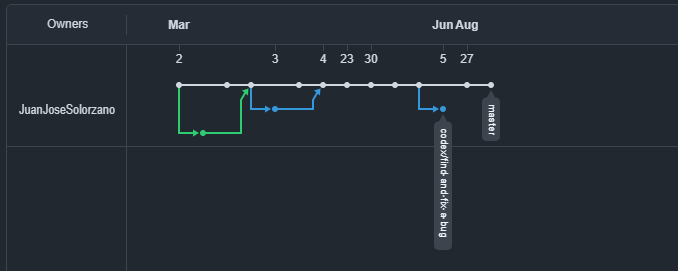 Owners
Mar
Jun Aug
2
3
4
23
30
5
27
JuanJoseSolorzano
master
codex/find-and-fix-a-bug